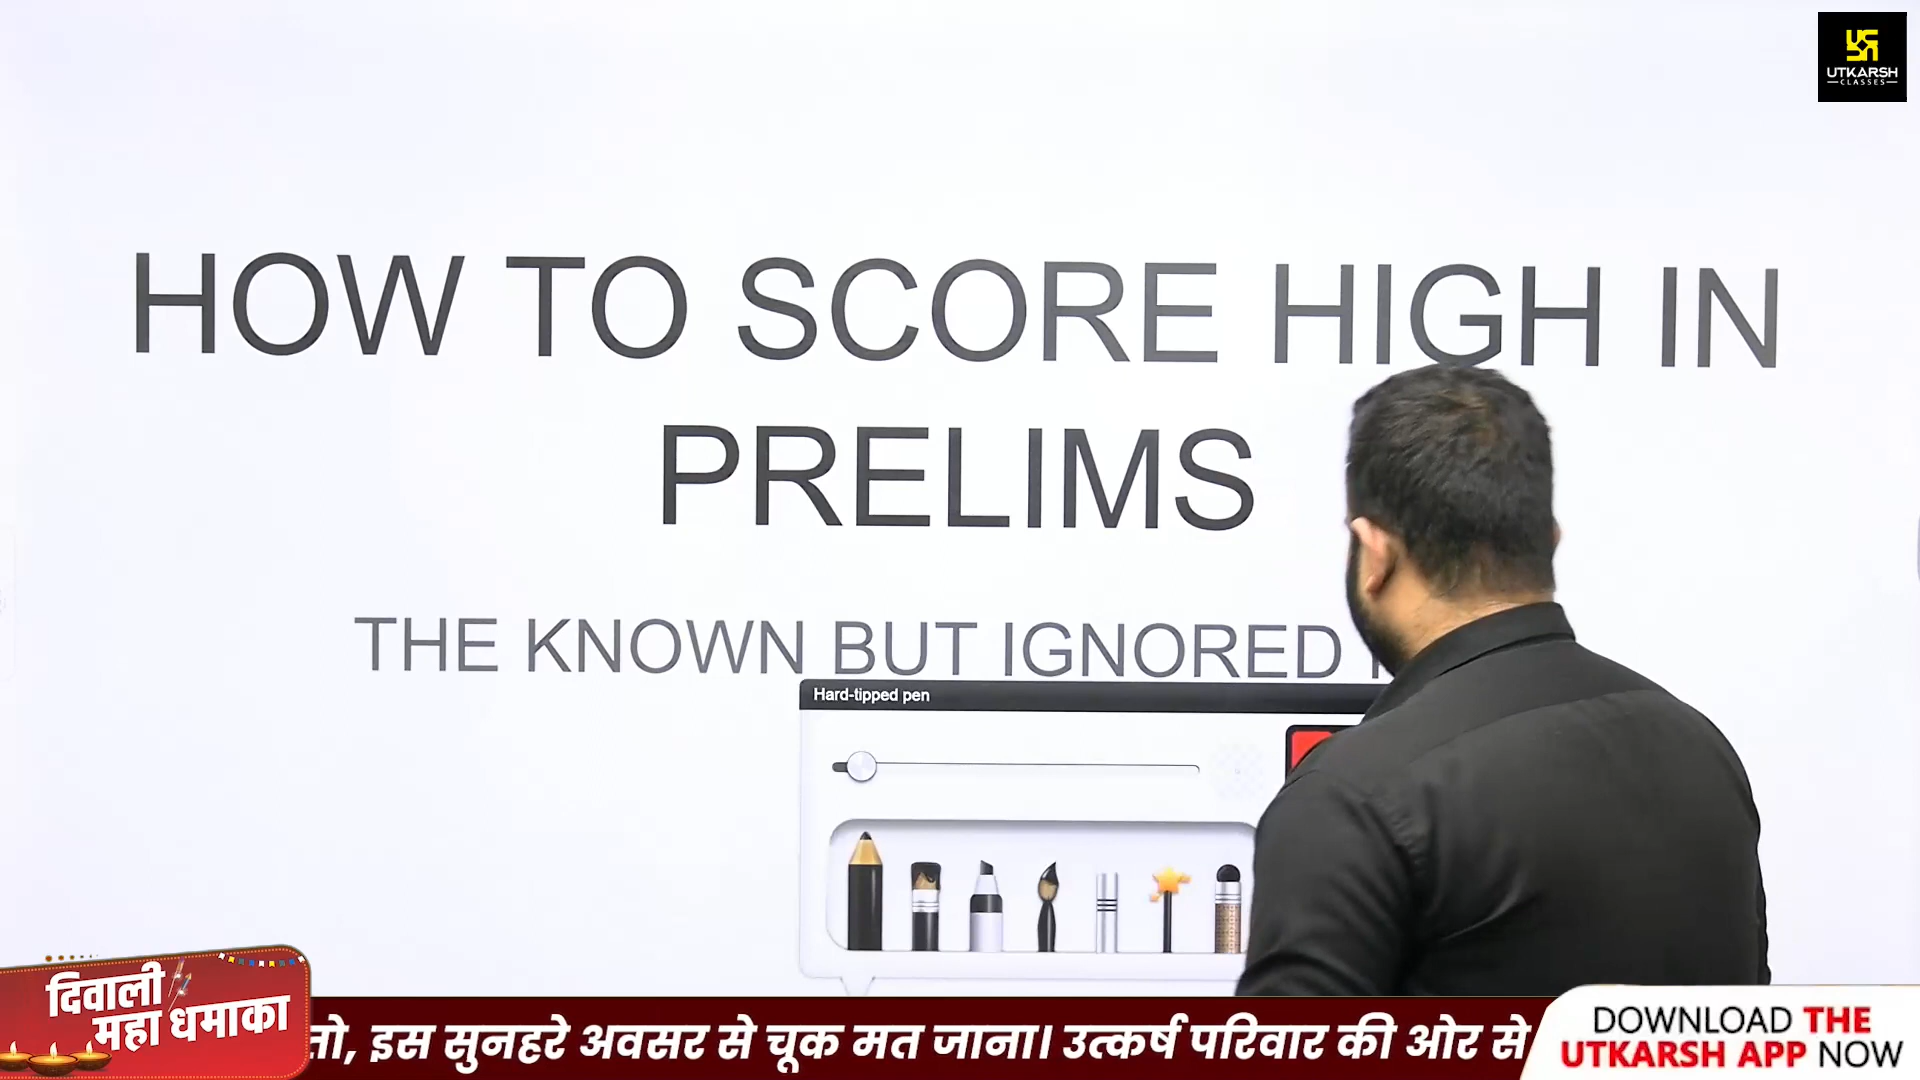 UTKARSH
CLASSES
HOW TO SCORE HIGH IN
PRELIMS
THE KNOWN BUT IGNORED
Hard-tipped pen
दिवाली
महा धमाका
तो, इस सुनहरे अवसर से चूक मत जाना। उत्कर्ष परिवार की ओर से
DOWNLOAD THE
UTKARSH APP NOW